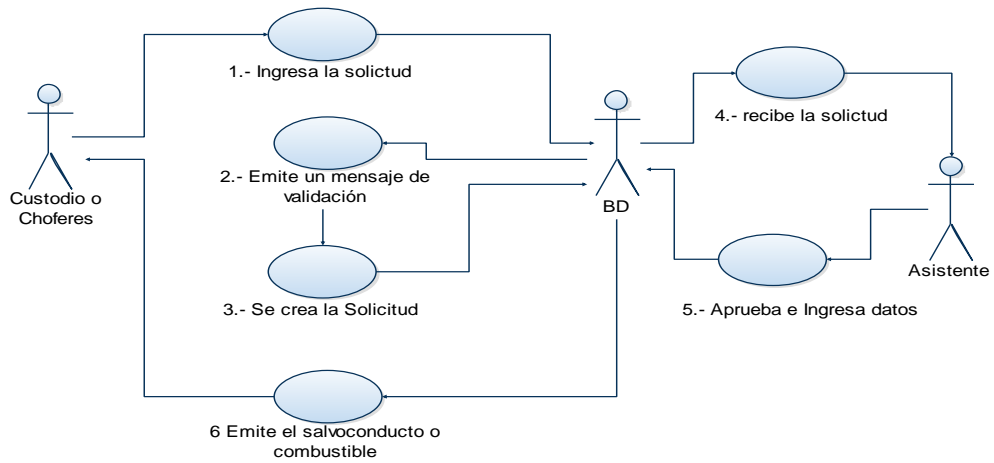 1.- Ingresa la solictud
4.- recibe la solictud
2.- Emite un mensaje de
validación
Custodio o
Choferes
BD
Asistente
3.- Se crea la Solicitud
5.- Aprueba e Ingresa datos
6 Emite el salvoconducto o
combustible